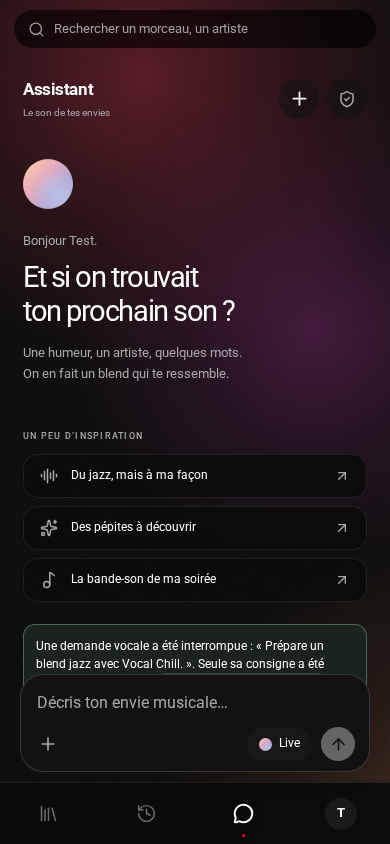 Rechercher un morceau, un artiste
Assistant
Le son de tes envies
Bonjour Test.
Et si on trouvait
ton prochain son ?
Une humeur, un artiste, quelques mots.
On en fait un blend qui te ressemble.
UN PEU D'INSPIRATION
Du jazz, mais à ma façon
Des pépites à découvrir
La bande-son de ma soirée
Une demande vocale a été interrompue : « Prépare un
blend jazz avec Vocal Chill. ». Seule sa consigne a été
Décris ton envie musicale…
Live
T